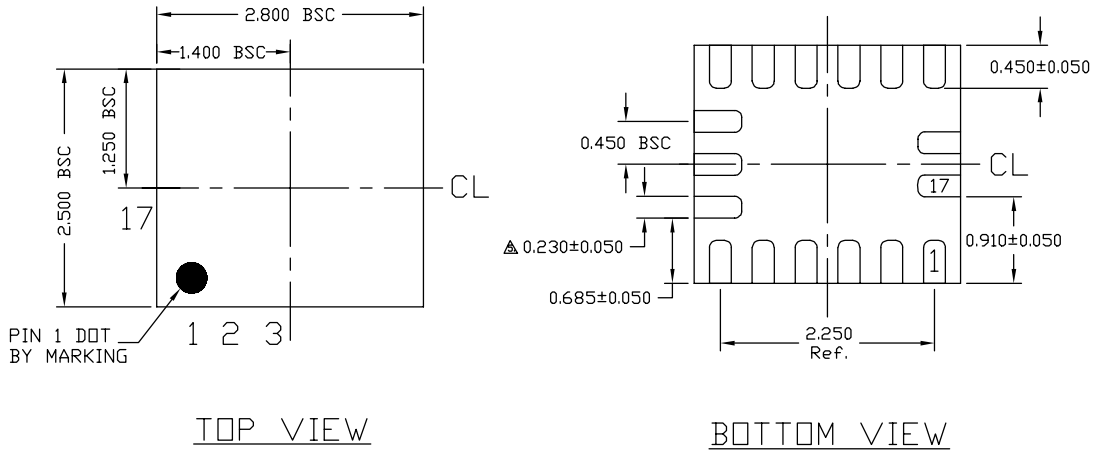 2.800 BSC
1.400 BSC
2.500 BSC
1.250 BSC
CL
17
PIN 1 DOT
BY MARKING
1 2 3
TOP VIEW
0.450±0.050
0.450 BSC
CL
17
0.230±0.050
0.910±0.050
1
0.685±0.050
2.250
Ref.
BOTTOM VIEW